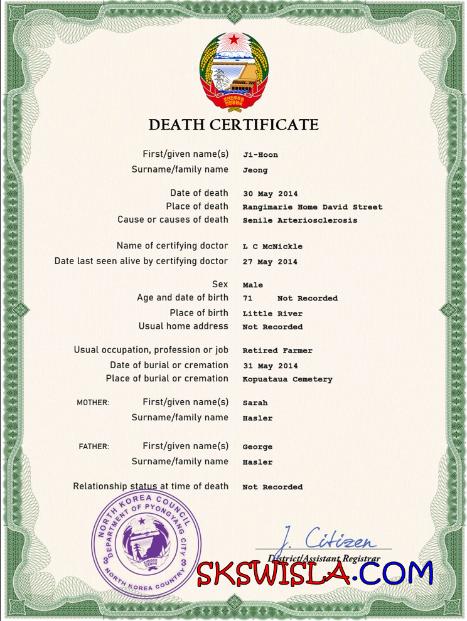 DEATH CERTIFICATE
First/given name(s) Ji-Hoon
Surname/family name Jeong
Date of death 30 May 2014
Place of death Rangimarie Home David Street
Cause or causes of death Senile Arteriosclerosis
Name of certifying doctor L C McNickle
Date last seen alive by certifying doctor 27 May 2014
Sex Male
Age and date of birth 71 Not Recorded
Place of birth Little River
Usual home address Not Recorded
Usual occupation, profession or job Retired Farmer
Date of burial or cremation 31 May 2014
Place of burial or cremation Kopuataua Cemetery
MOTHER: First/given name(s) Sarah
Surname/family name Hasler
FATHER: First/given name(s) George
Surname/family name Hasler
Relationship status at time of death Not Recorded
NORTH KOREA COUNCIL
DEPARTMENT OF PYONGYANG CITY
NORTH KOREA COUNTRY
J. Citizen
District/Assistant Registrar
SKSWISLA.COM